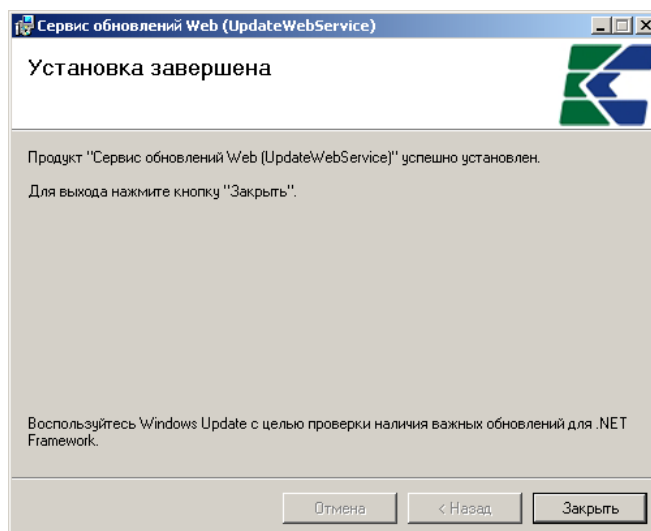 Сервис обновлений Web (UpdateWebService)
Установка завершена
Продукт "Сервис обновлений Web (UpdateWebService)" успешно установлен.
Для выхода нажмите кнопку "Закрыть".
Воспользуйтесь Windows Update с целью проверки наличия важных обновлений для .NET
Framework.
Отмена < Назад Закрыть